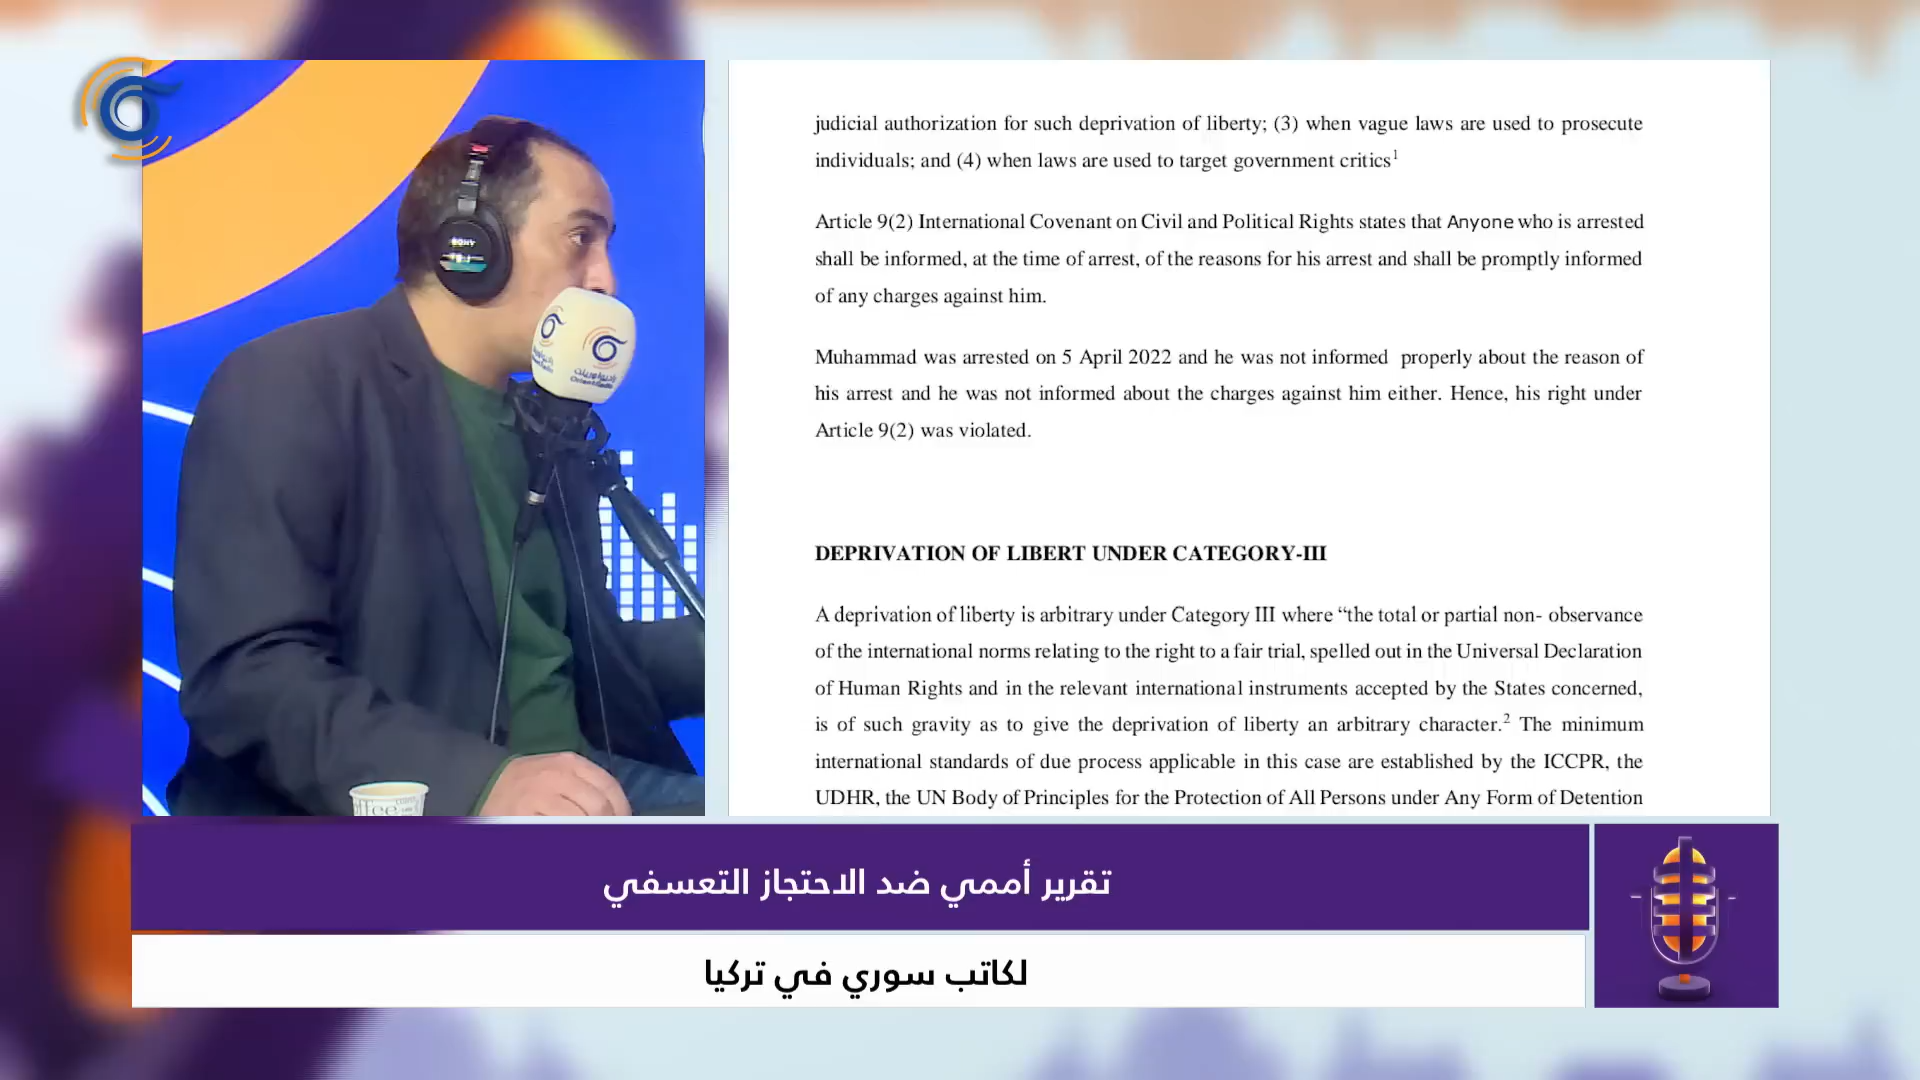 judicial authorization for such deprivation of liberty; (3) when vague laws are used to prosecute
individuals; and (4) when laws are used to target government critics1
Article 9(2) International Covenant on Civil and Political Rights states that Anyone who is arrested
shall be informed, at the time of arrest, of the reasons for his arrest and shall be promptly informed
of any charges against him.
Muhammad was arrested on 5 April 2022 and he was not informed properly about the reason of
his arrest and he was not informed about the charges against him either. Hence, his right under
Article 9(2) was violated.
DEPRIVATION OF LIBERT UNDER CATEGORY-III
A deprivation of liberty is arbitrary under Category III where “the total or partial non- observance
of the international norms relating to the right to a fair trial, spelled out in the Universal Declaration
of Human Rights and in the relevant international instruments accepted by the States concerned,
is of such gravity as to give the deprivation of liberty an arbitrary character.2 The minimum
international standards of due process applicable in this case are established by the ICCPR, the
UDHR, the UN Body of Principles for the Protection of All Persons under Any Form of Detention
SONY
راديو أورينت
Orient Radio
تقرير أممي ضد الاحتجاز التعسفي
لكاتب سوري في تركيا